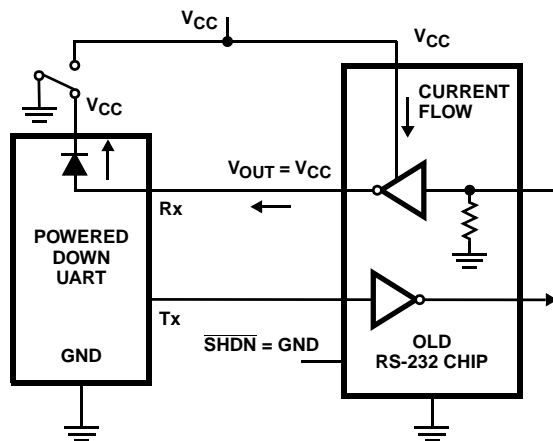 VCC
VCC
VCC
CURRENT
FLOW
VOUT = VCC
Rx
POWERED
DOWN
UART
Tx
GND
SHDN = GND
OLD
RS-232 CHIP